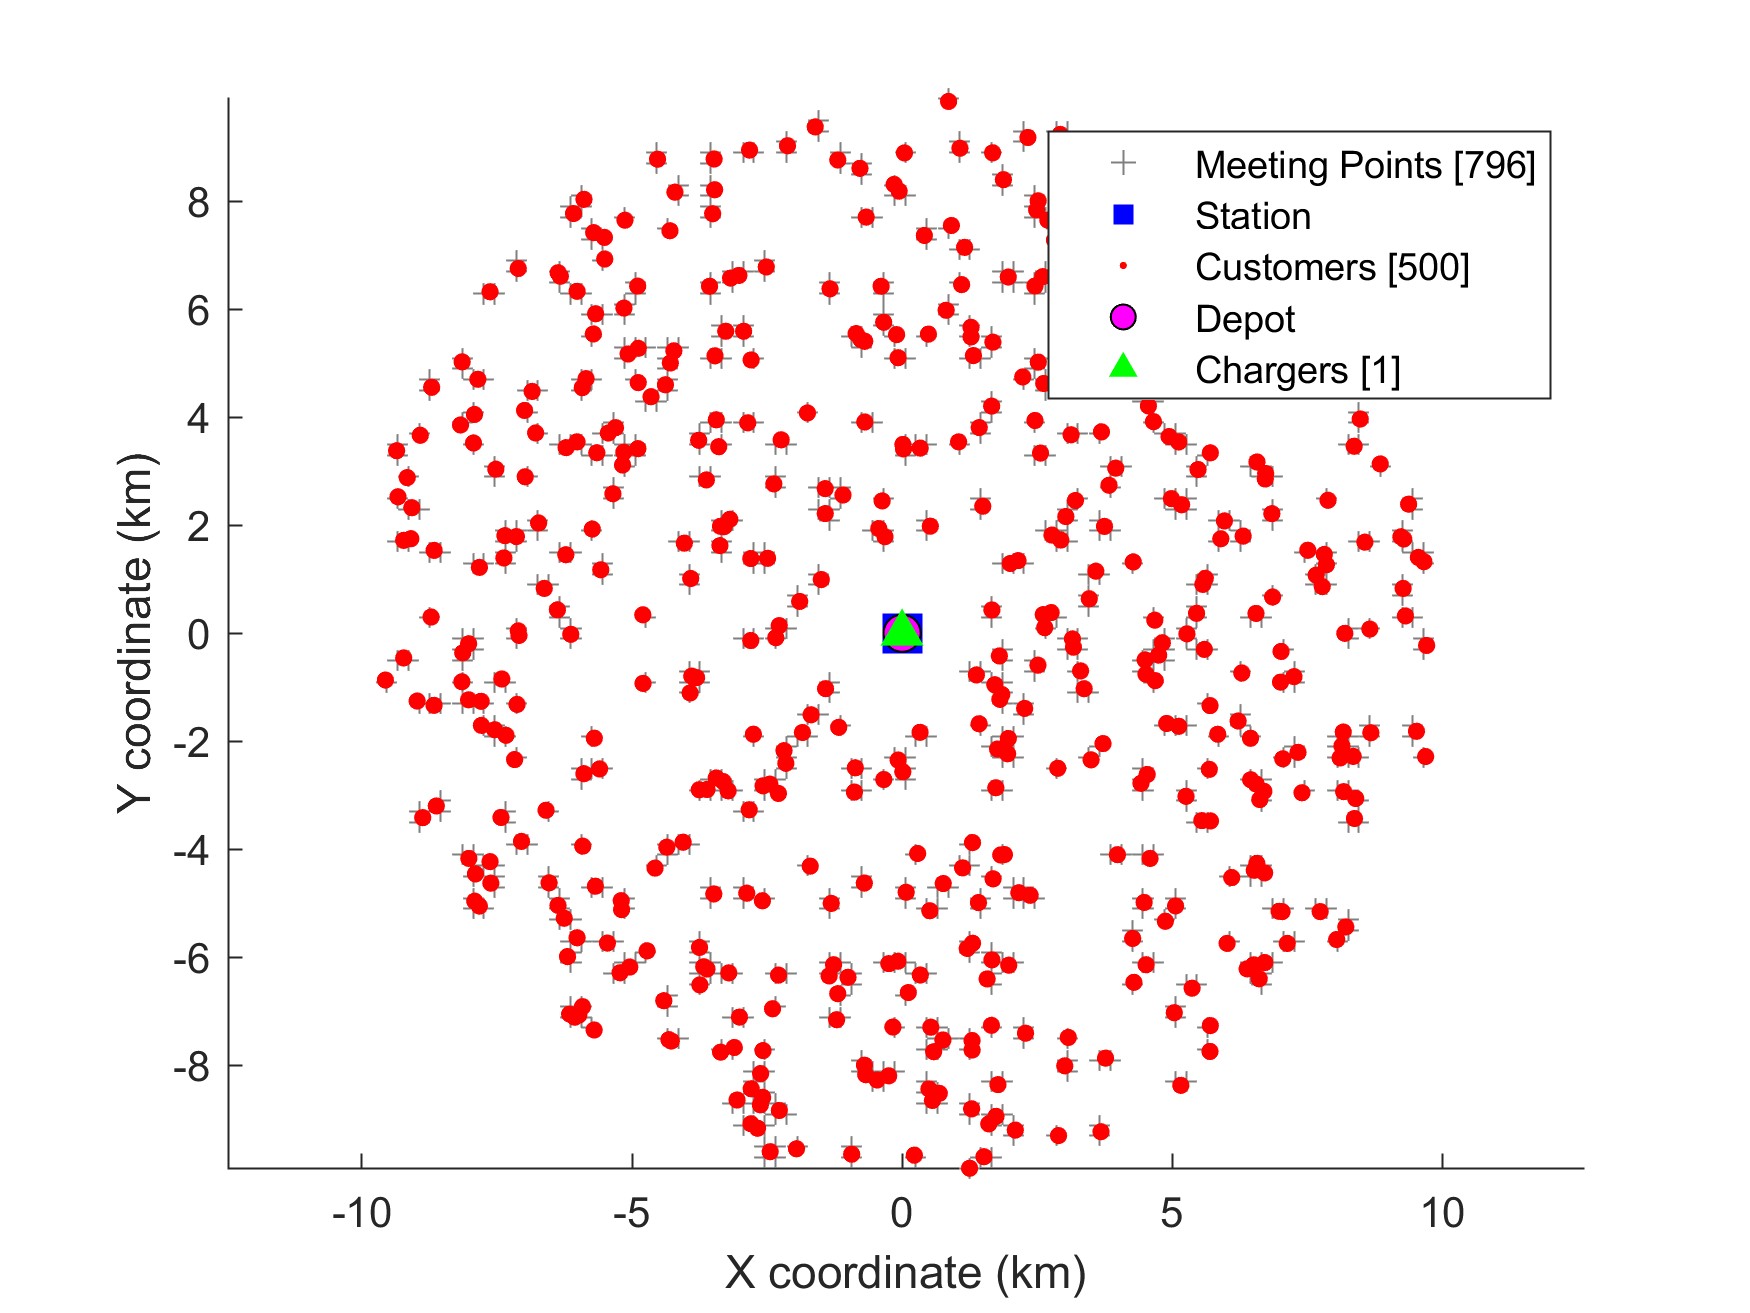 Meeting Points [796]
Station
Customers [500]
Depot
Chargers [1]
8
6
4
2
0
-2
-4
-6
-8
Y coordinate (km)
-10 -5 0 5 10
X coordinate (km)